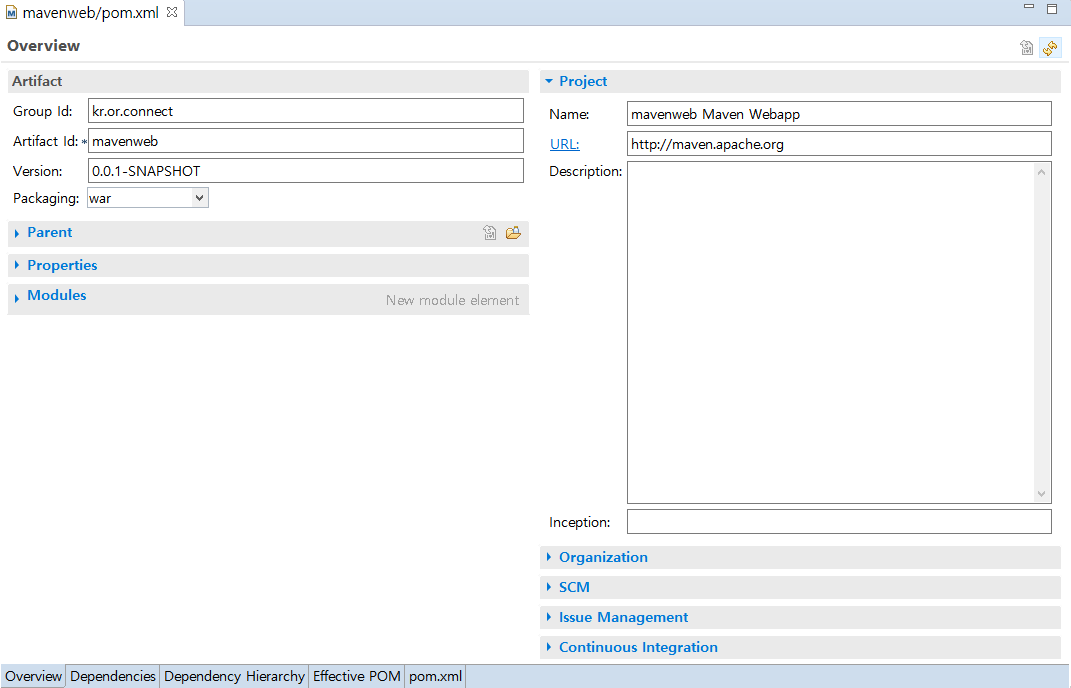 mavenweb/pom.xml
Overview
Artifact
Group Id: kr.or.connect
Artifact Id: * mavenweb
Version: 0.0.1-SNAPSHOT
Packaging: war
Parent
Properties
Modules
New module element
Project
Name: mavenweb Maven Webapp
URL: http://maven.apache.org
Description:
Inception:
Organization
SCM
Issue Management
Continuous Integration
Overview Dependencies Dependency Hierarchy Effective POM pom.xml